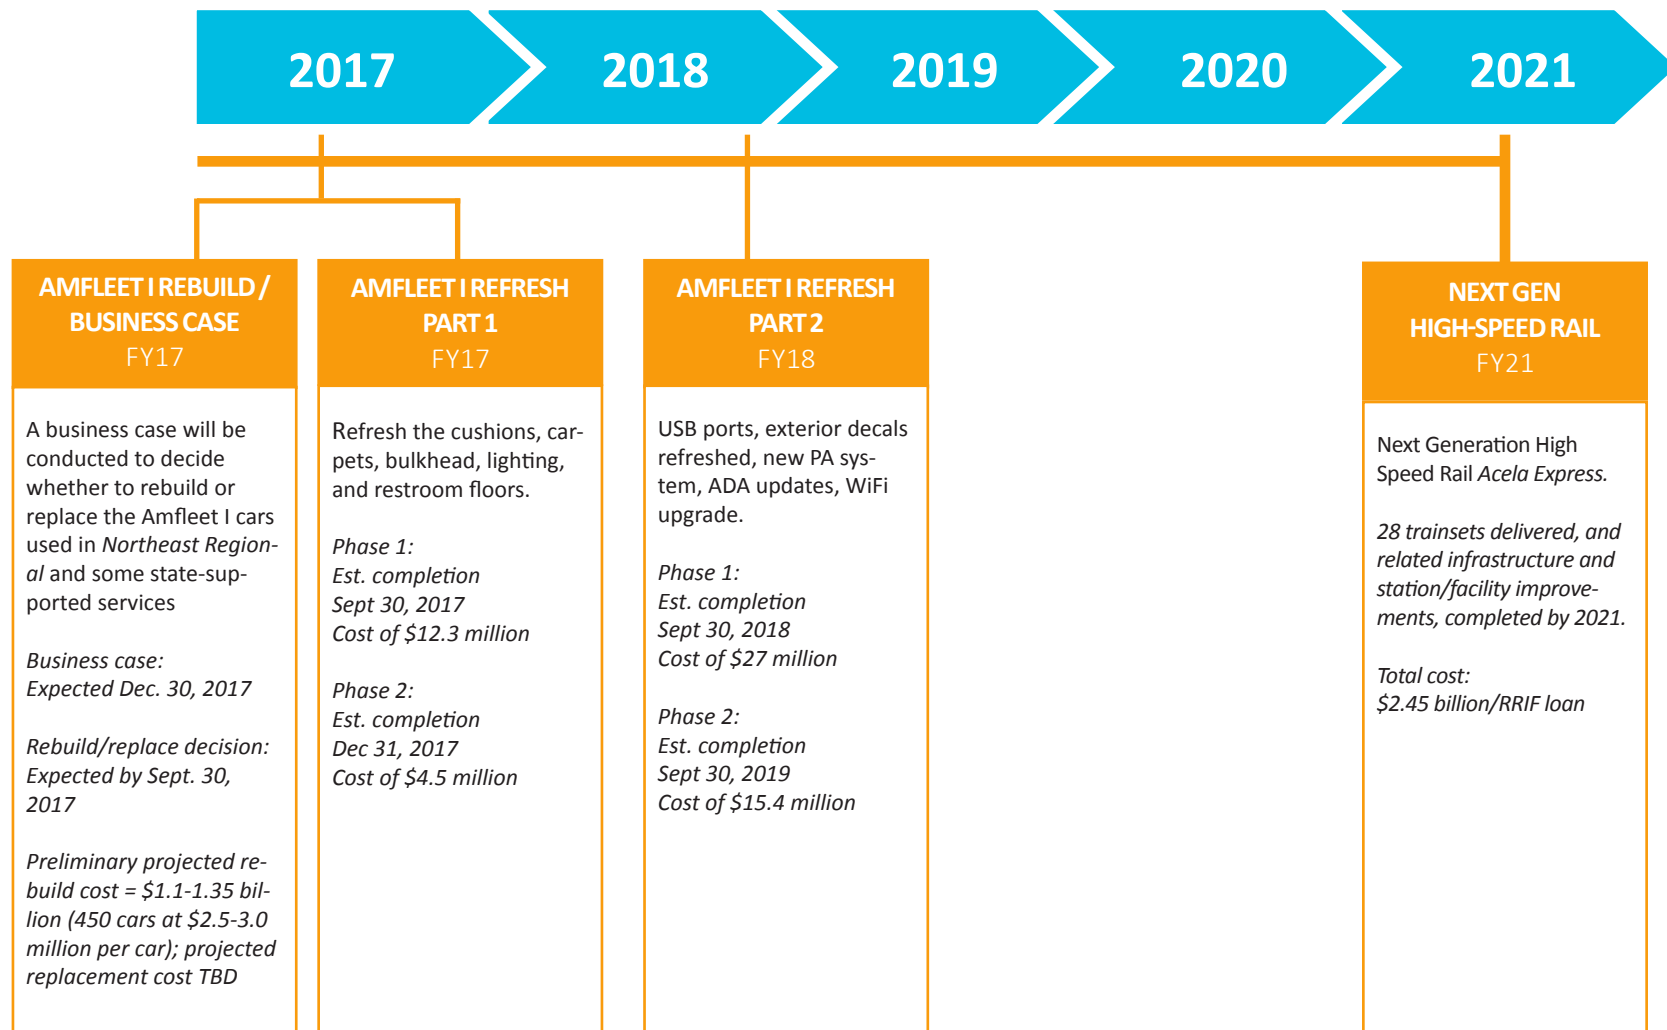 2017
2018
2019
2020
2021
AMFLEET I REBUILD /
BUSINESS CASE
FY17
A business case will be
conducted to decide
whether to rebuild or
replace the Amfleet I cars
used in Northeast Region-
al and some state-sup-
ported services
Business case:
Expected Dec. 30, 2017
Rebuild/replace decision:
Expected by Sept. 30,
2017
Preliminary projected re-
build cost = $1.1-1.35 bil-
lion (450 cars at $2.5-3.0
million per car); projected
replacement cost TBD
AMFLEET I REFRESH
PART 1
FY17
Refresh the cushions, car-
pets, bulkhead, lighting,
and restroom floors.
Phase 1:
Est. completion
Sept 30, 2017
Cost of $12.3 million
Phase 2:
Est. completion
Dec 31, 2017
Cost of $4.5 million
AMFLEET I REFRESH
PART 2
FY18
USB ports, exterior decals
refreshed, new PA sys-
tem, ADA updates, WiFi
upgrade.
Phase 1:
Est. completion
Sept 30, 2018
Cost of $27 million
Phase 2:
Est. completion
Sept 30, 2019
Cost of $15.4 million
NEXT GEN
HIGH-SPEED RAIL
FY21
Next Generation High
Speed Rail Acela Express.
28 trainsets delivered, and
related infrastructure and
station/facility improve-
ments, completed by 2021.
Total cost:
$2.45 billion/RRIF loan